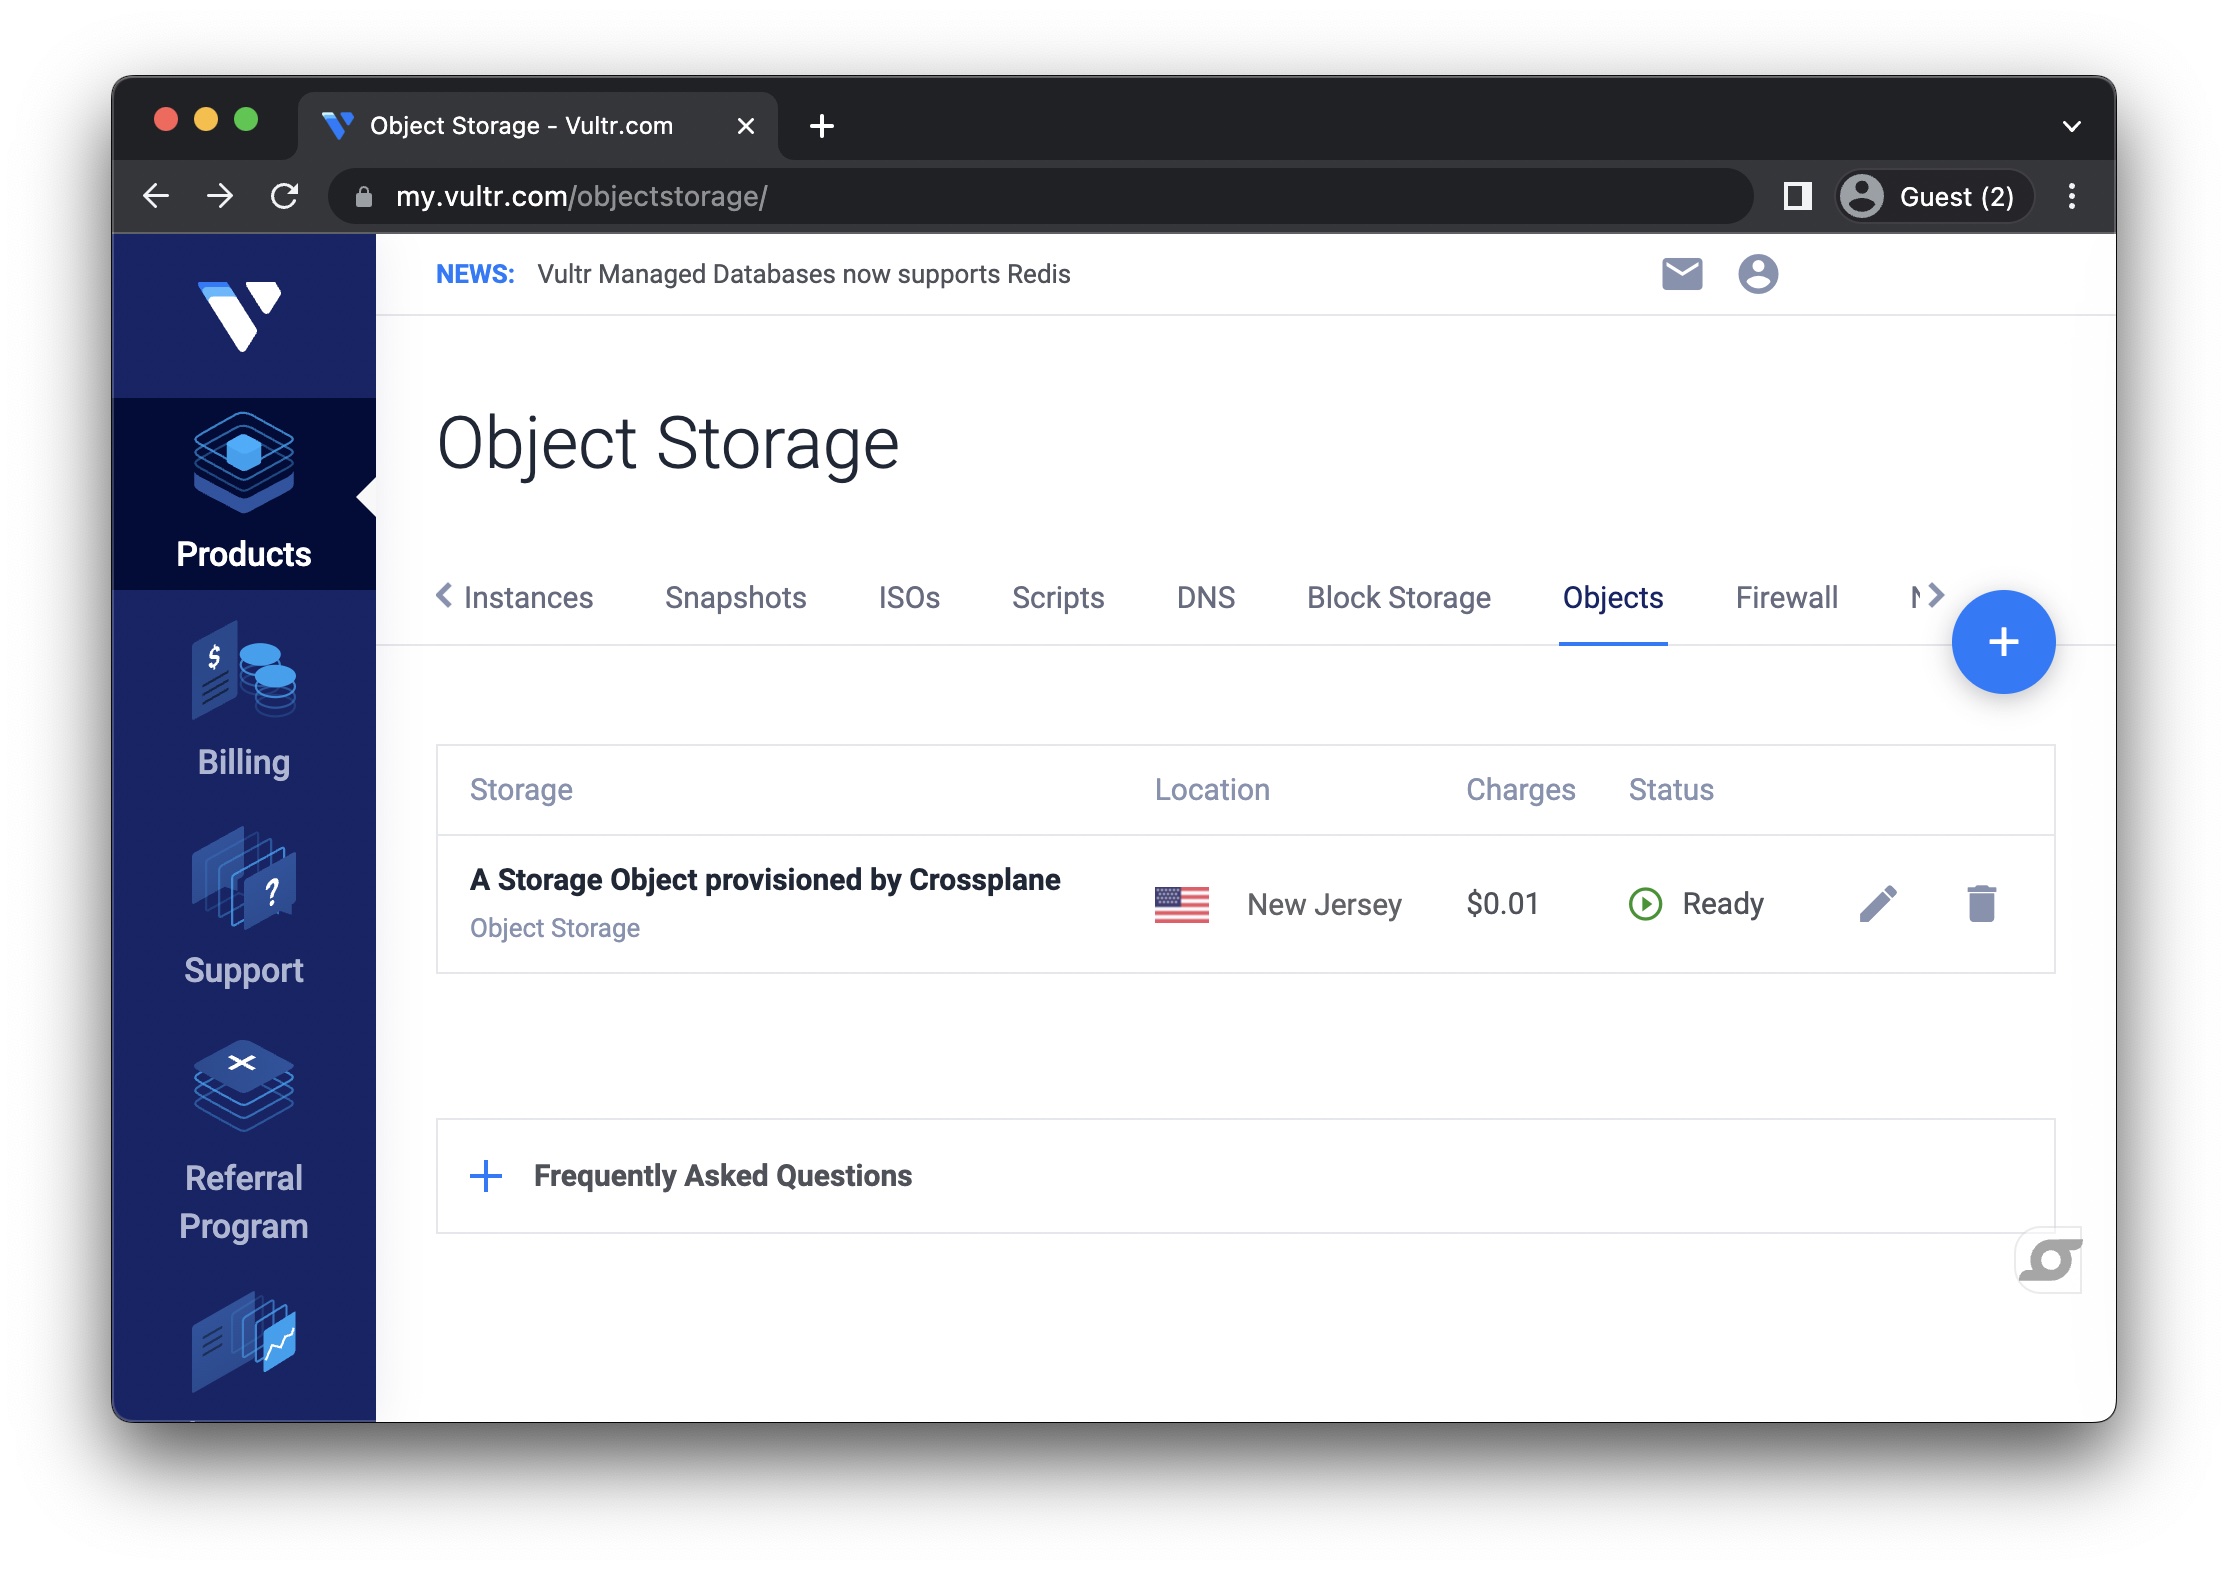 Object Storage - Vultr.com
my.vultr.com/objectstorage/
Guest (2)
NEWS: Vultr Managed Databases now supports Redis
Products
Billing
Support
Referral
Program
Object Storage
Instances Snapshots ISOs Scripts DNS Block Storage Objects Firewall
Storage Location Charges Status
A Storage Object provisioned by Crossplane
Object Storage
New Jersey $0.01 Ready
Frequently Asked Questions